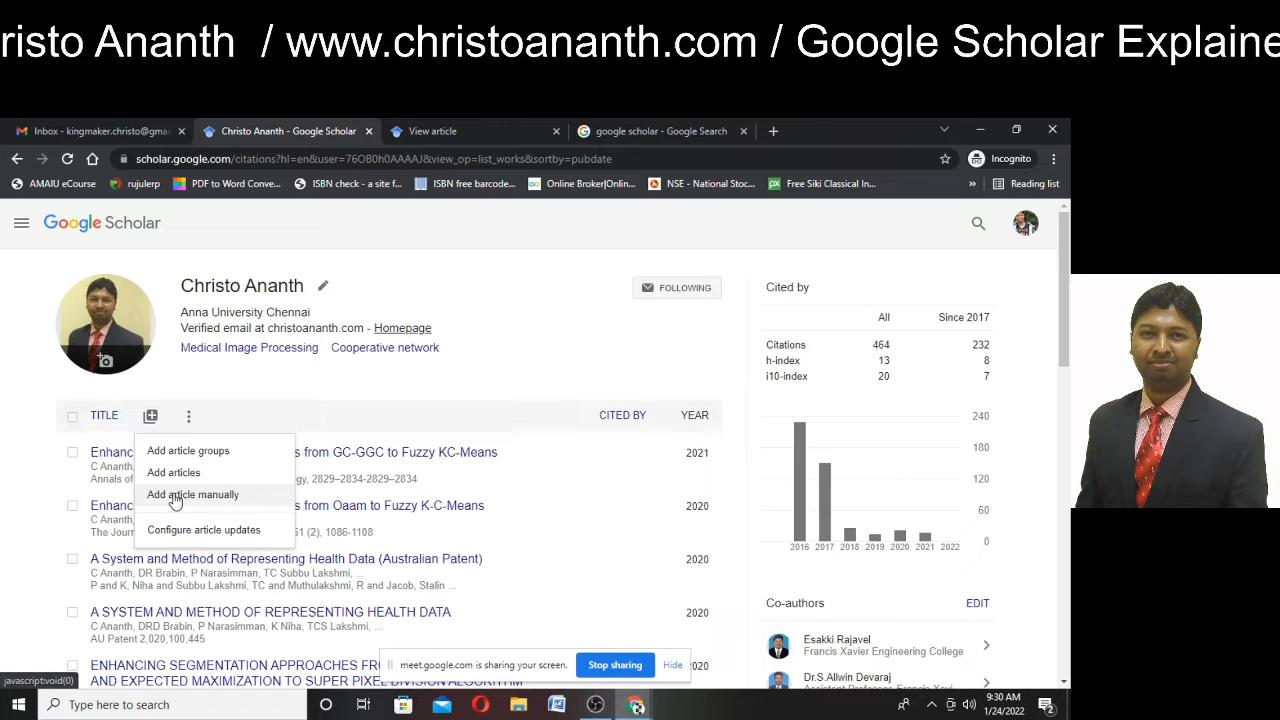 risto Ananth / www.christoananth.com / Google Scholar Explaine
Inbox - kingmaker.christo@gma
Christo Ananth - Google Scholar
View article
google scholar - Google Search
scholar.google.com/citations?hl=en&user=76OB0h0AAAAJ&view_op=list_works&sortby=pubdate
Incognito
AMAIU eCourse
rujulerp
PDF to Word Conve...
ISBN check - a site f...
ISBN free barcode...
Online Broker|Onlin...
NSE - National Stoc...
Free Siki Classical In...
»
Reading list
Google Scholar
Christo Ananth
FOLLOWING
Anna University Chennai
Verified email at christoananth.com - Homepage
Medical Image Processing Cooperative network
Cited by
All Since 2017
Citations 464 232
h-index 13 8
i10-index 20 7
TITLE CITED BY YEAR
Add article groups
Add articles
Add article manually
Configure article updates
Enhanc s from GC-GGC to Fuzzy KC-Means 2021
C Anant
Annals of gy, 2829–2834-2829–2834
Enhanc s from Oaam to Fuzzy K-C-Means 2020
C Anant
The Journ 51 (2), 1086-1108
A System and Method of Representing Health Data (Australian Patent) 2020
C Ananth, DR Brabin, P Narasimman, TC Subbu Lakshmi, ...
P and K, Niha and Subbu Lakshmi, TC and Muthulakshmi, R and Jacob, Stalin ...
A SYSTEM AND METHOD OF REPRESENTING HEALTH DATA 2020
C Ananth, DRD Brabin, P Narasimman, K Niha, TCS Lakshmi, ...
AU Patent 2,020,100,445
ENHANCING SEGMENTATION APPROACHES FR 2020
AND EXPECTED MAXIMIZATION TO SUPER PIXEL DIVISION ALGORITHM
240
180
120
60
0
2016 2017 2018 2019 2020 2021 2022
Co-authors EDIT
Esakki Rajavel
Francis Xavier Engineering College
Dr.S.Allwin Devaraj
meet.google.com is sharing your screen.
Stop sharing
Hide
javascript:void(0)
Type here to search
9:30 AM
1/24/2022
2